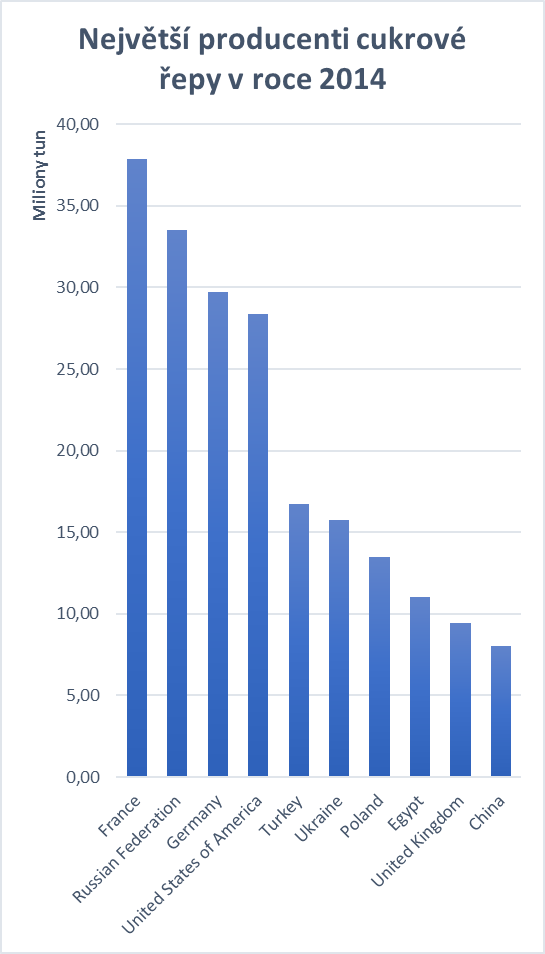 Největší producenti cukrové
řepy v roce 2014
Miliony tun
40,00
35,00
30,00
25,00
20,00
15,00
10,00
5,00
0,00
France
Russian Federation
Germany
United States of America
Turkey
Ukraine
Poland
Egypt
United Kingdom
China